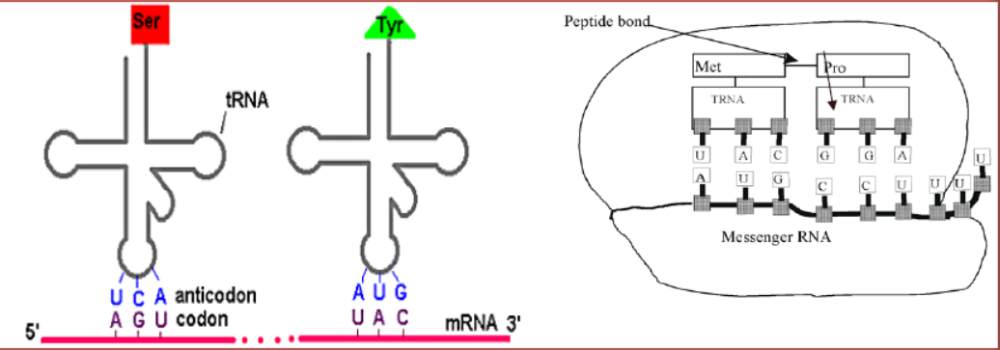 Ser
Tyr
tRNA
U C A anticodon
A G U codon
A U G
U A C
5'
mRNA 3'
Peptide bond
Met
Pro
TRNA
TRNA
U A C G G A
A U G C C U U U U
Messenger RNA